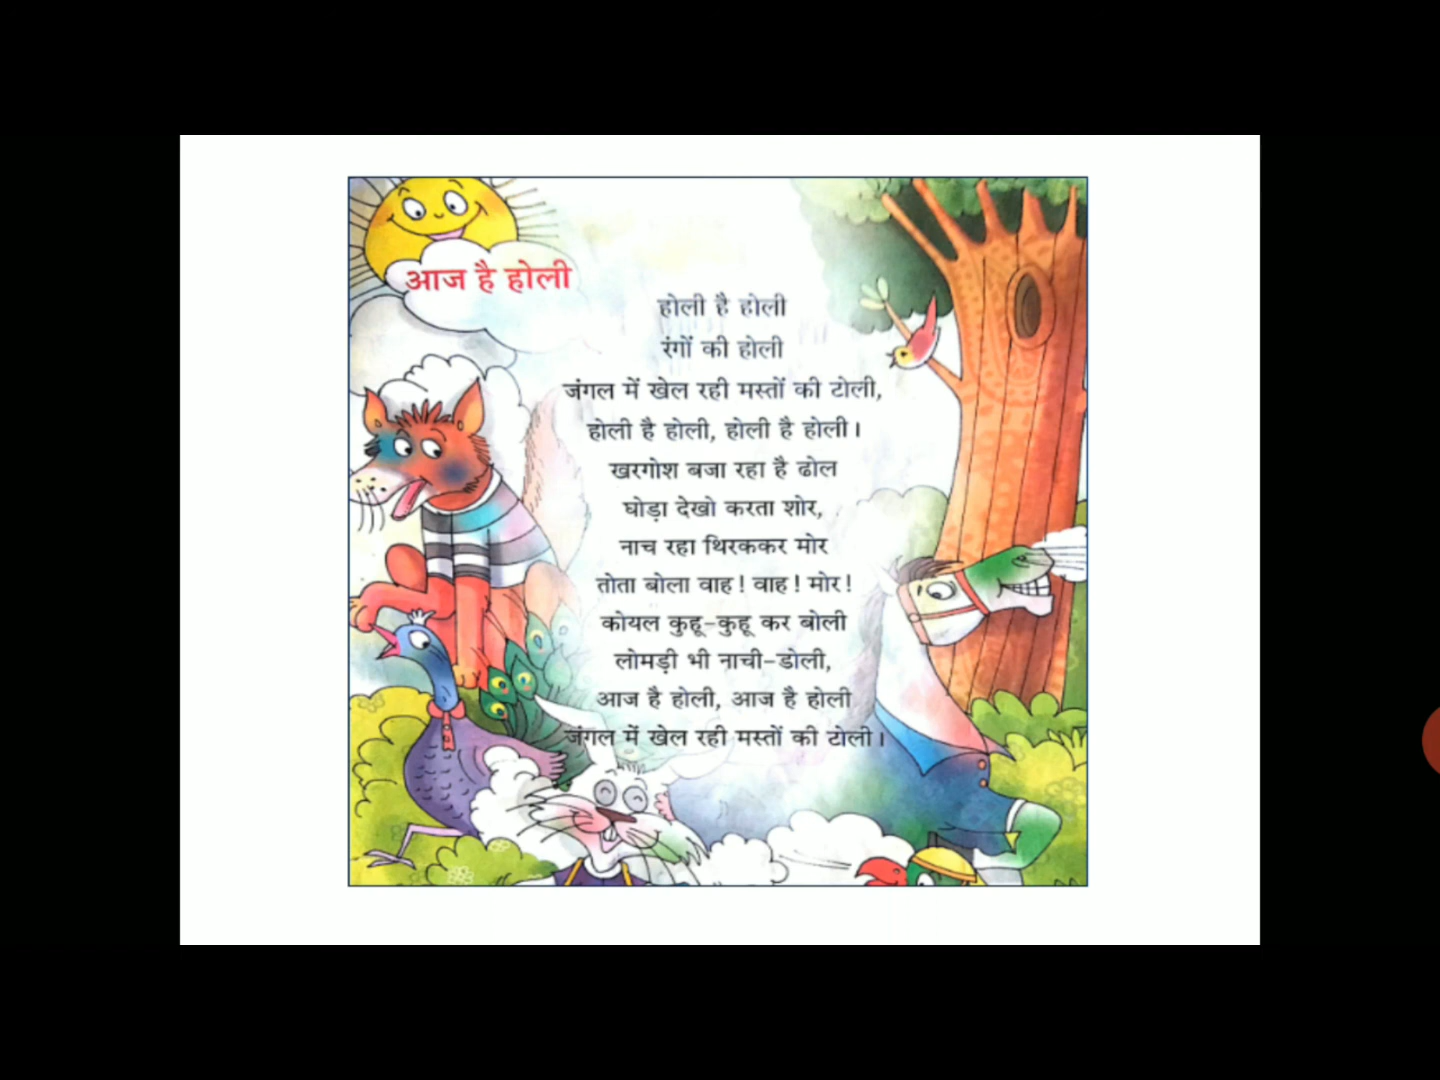 आज है होली
होली है होली
रंगों की होली
जंगल में खेल रही मस्तों की टोली,
होली है होली, होली है होली।
खरगोश बजा रहा है ढोल
घोड़ा देखो करता शोर,
नाच रहा थिरककर मोर
तोता बोला वाह! वाह! मोर!
कोयल कुहू-कुहू कर बोली
लोमड़ी भी नाची-डोली,
आज है होली, आज है होली
जंगल में खेल रही मस्तों की टोली।